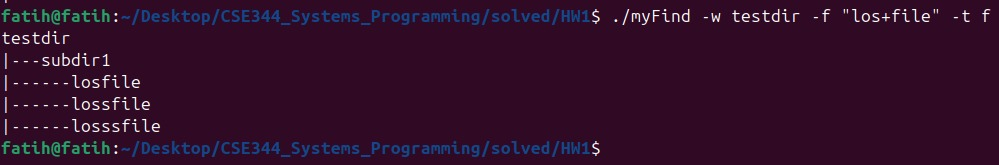 fatih@fatih:~/Desktop/CSE344_Systems_Programming/solved/HW1$ ./myFind -w testdir -f "los+file" -t f
testdir
|---subdir1
|------losfile
|------lossfile
|------losssfile
fatih@fatih:~/Desktop/CSE344_Systems_Programming/solved/HW1$